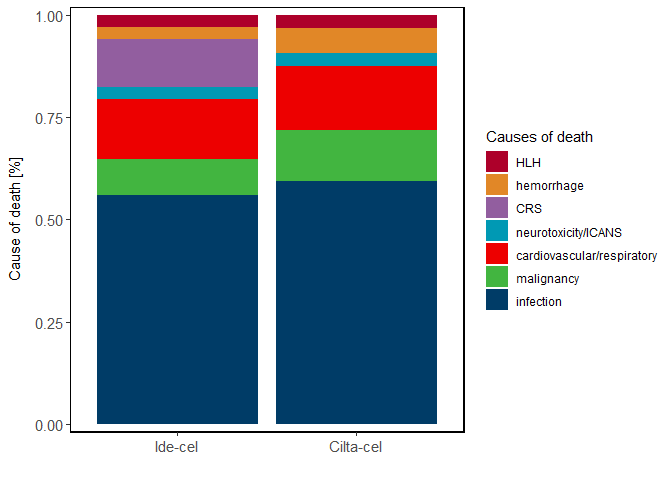 Cause of death [%]
1.00
0.75
0.50
0.25
0.00
Ide-cel
Cilta-cel
Causes of death
HLH
hemorrhage
CRS
neurotoxicity/ICANS
cardiovascular/respiratory
malignancy
infection